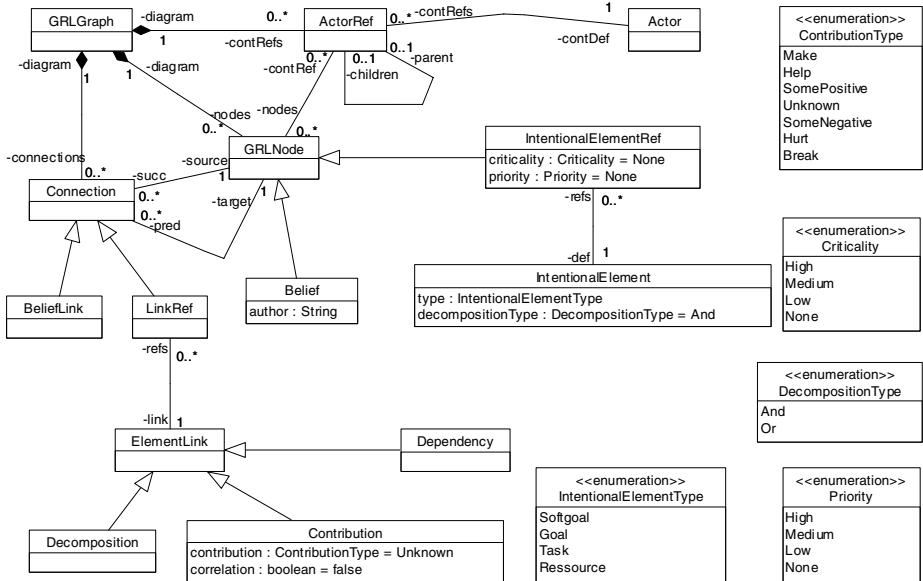 GRLGraph
-diagram
1
0..*
-contRefs
ActorRef
0..*
-contRefs
1
-contDef
Actor
<<enumeration>>
ContributionType
Make
Help
SomePositive
Unknown
SomeNegative
Hurt
Break
-diagram
1
1
-diagram
0..*
-contRef
0..1
-children
0..1
-parent
-nodes
0..*
-nodes
0..*
GRLNode
-connections
0..*
-source
1
-succ
0..*
1
-target
0..*
-pred
Connection
IntentionalElementRef
criticality : Criticality = None
priority : Priority = None
-refs
0..*
-def
1
IntentionalElement
type : IntentionalElementType
decompositionType : DecompositionType = And
<<enumeration>>
Criticality
High
Medium
Low
None
BeliefLink
LinkRef
Belief
author : String
-refs
0..*
-link
1
ElementLink
Dependency
<<enumeration>>
DecompositionType
And
Or
Decomposition
Contribution
contribution : ContributionType = Unknown
correlation : boolean = false
<<enumeration>>
IntentionalElementType
Softgoal
Goal
Task
Ressource
<<enumeration>>
Priority
High
Medium
Low
None